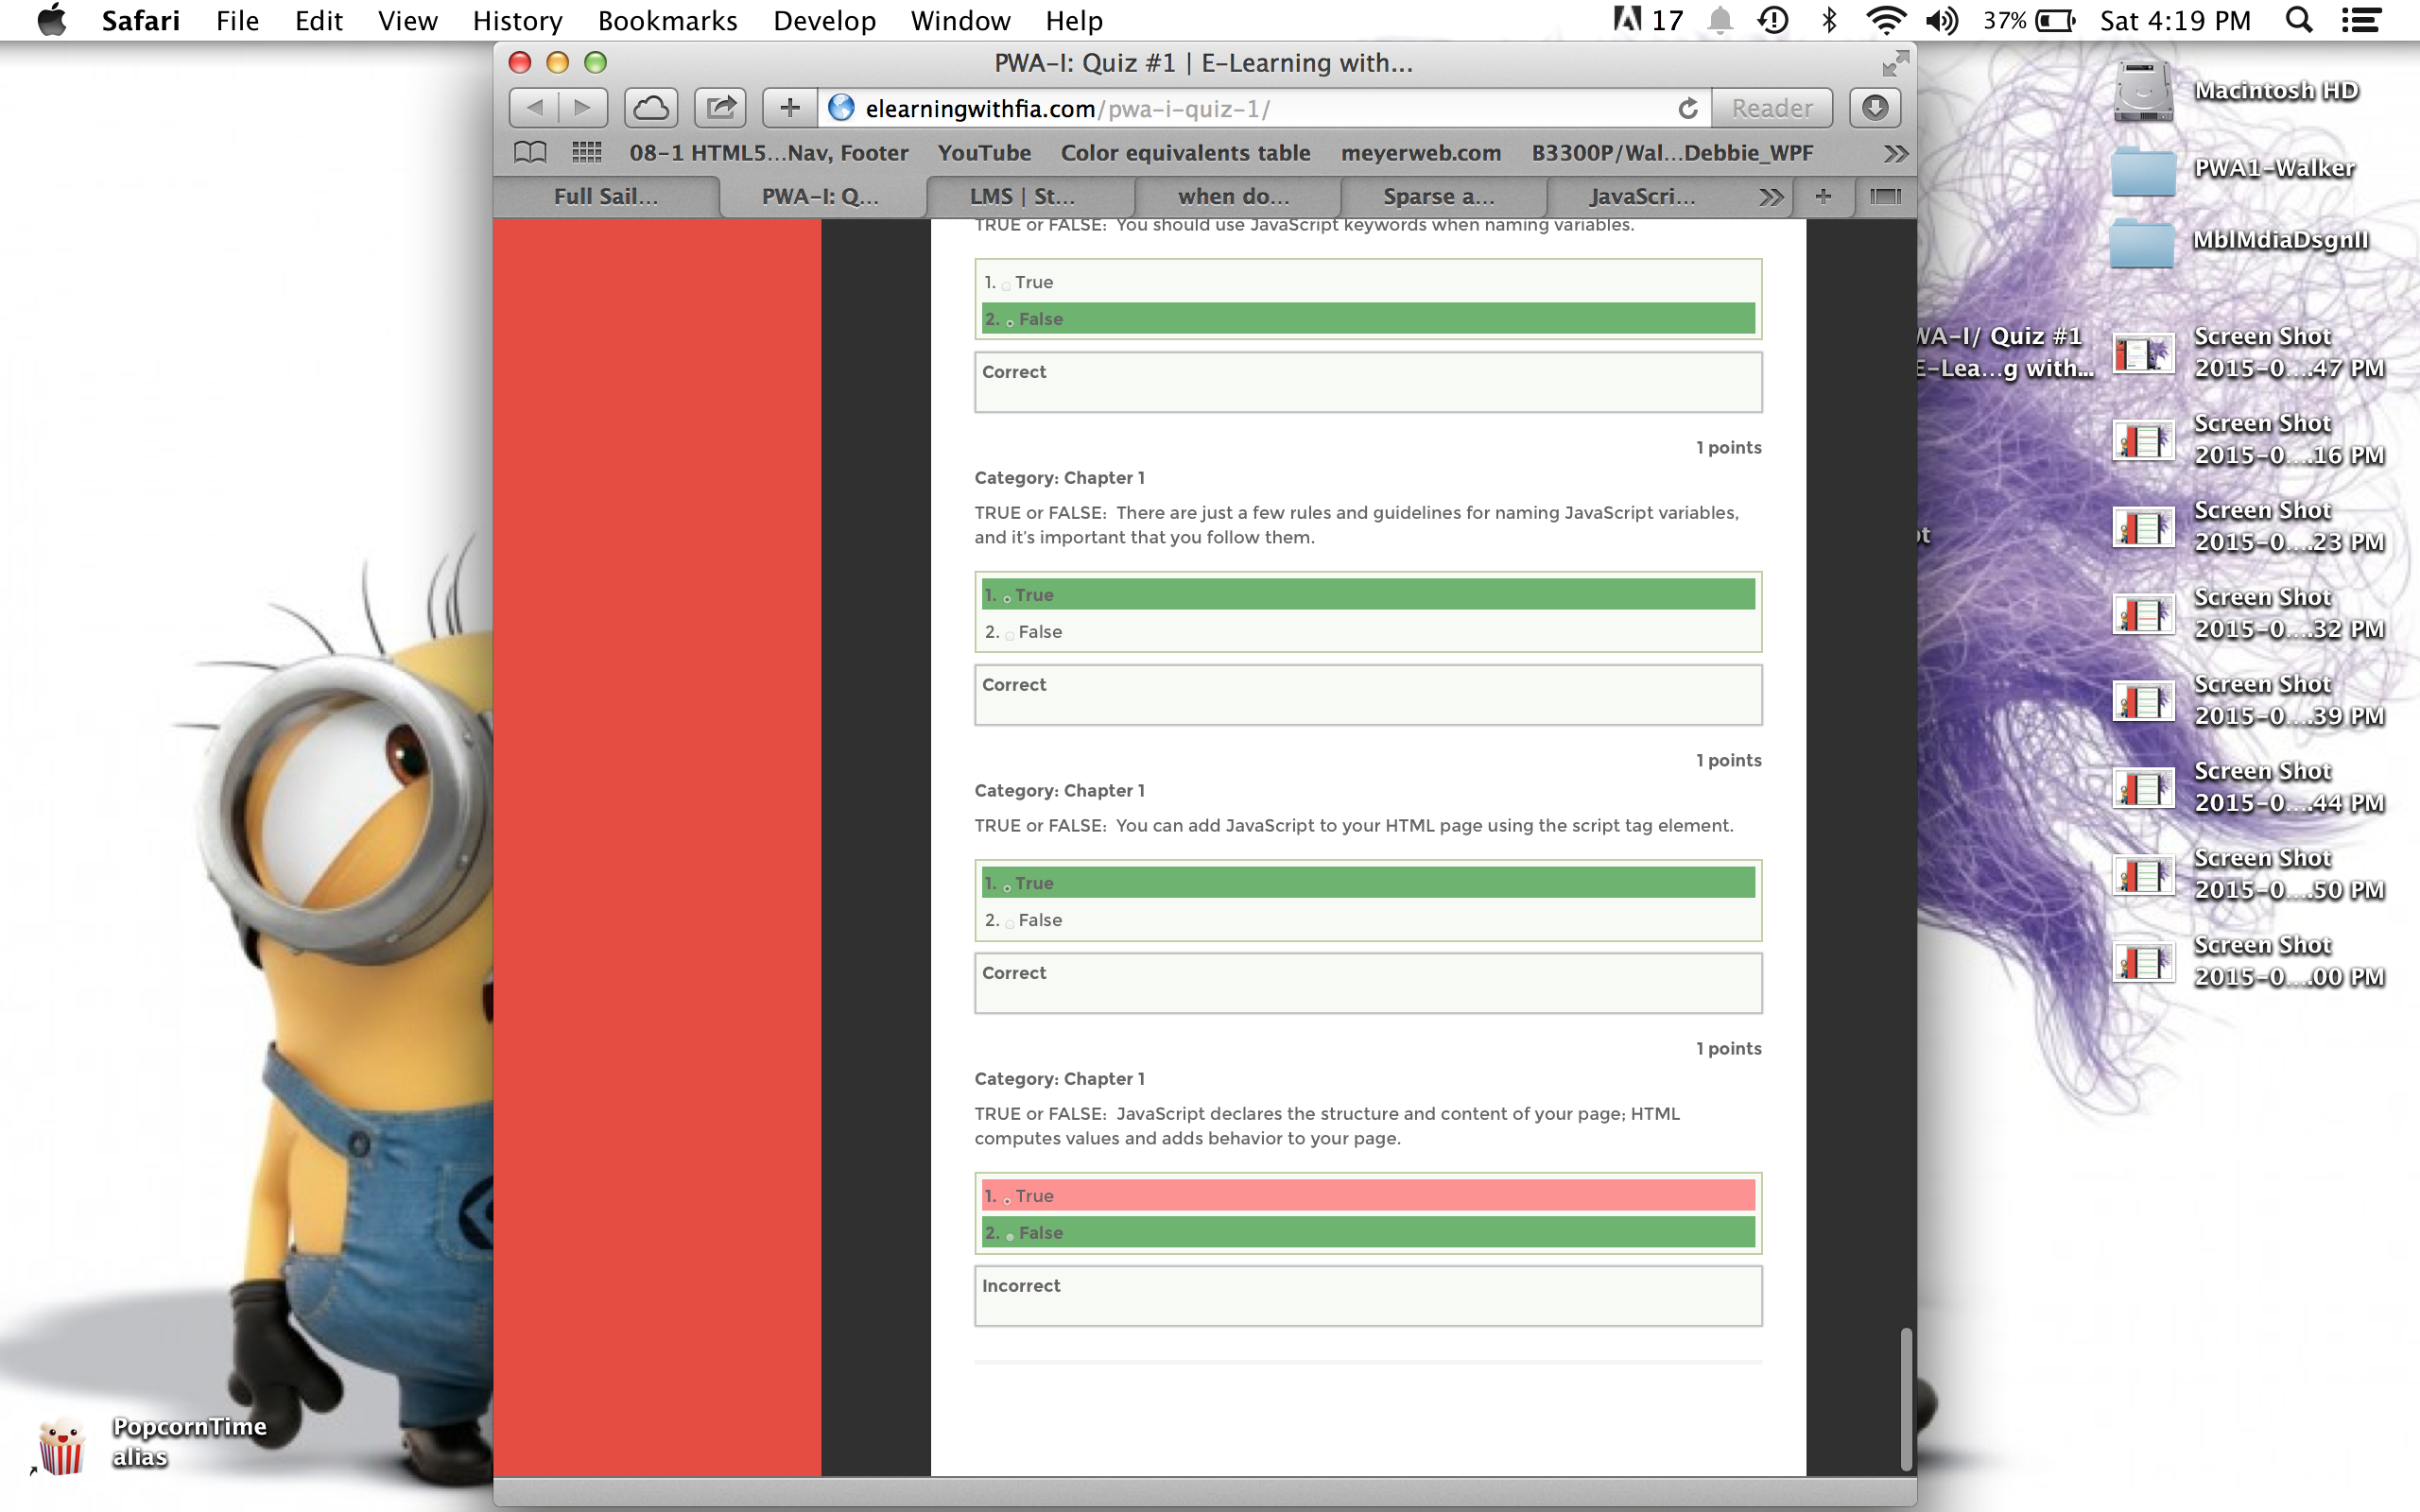 Safari File Edit View History Bookmarks Develop Window Help 17 37% Sat 4:19 PM
PWA-I: Quiz #1 | E-Learning with...
elearningwithfia.com/pwa-i-quiz-1/ Reader
08-1 HTML5...Nav, Footer YouTube Color equivalents table meyerweb.com B3300P/Wal...Debbie_WPF
Full Sail... PWA-I: Q... LMS | St... when do... Sparse a... JavaScri...
TRUE or FALSE: You should use JavaScript keywords when naming variables.
1. True
2. False
Correct
1 points
Category: Chapter 1
TRUE or FALSE: There are just a few rules and guidelines for naming JavaScript variables,
and it's important that you follow them.
1. True
2. False
Correct
1 points
Category: Chapter 1
TRUE or FALSE: You can add JavaScript to your HTML page using the script tag element.
1. True
2. False
Correct
1 points
Category: Chapter 1
TRUE or FALSE: JavaScript declares the structure and content of your page; HTML
computes values and adds behavior to your page.
1. True
2. False
Incorrect
Macintosh HD
PWA1-Walker
MblMdiaDsgnII
WA-I/ Quiz #1
E-Lea...g with...
Screen Shot
2015-0....47 PM
Screen Shot
2015-0....16 PM
Screen Shot
2015-0....23 PM
Screen Shot
2015-0....32 PM
Screen Shot
2015-0....39 PM
Screen Shot
2015-0....44 PM
Screen Shot
2015-0....50 PM
Screen Shot
2015-0....00 PM
PopcornTime
alias